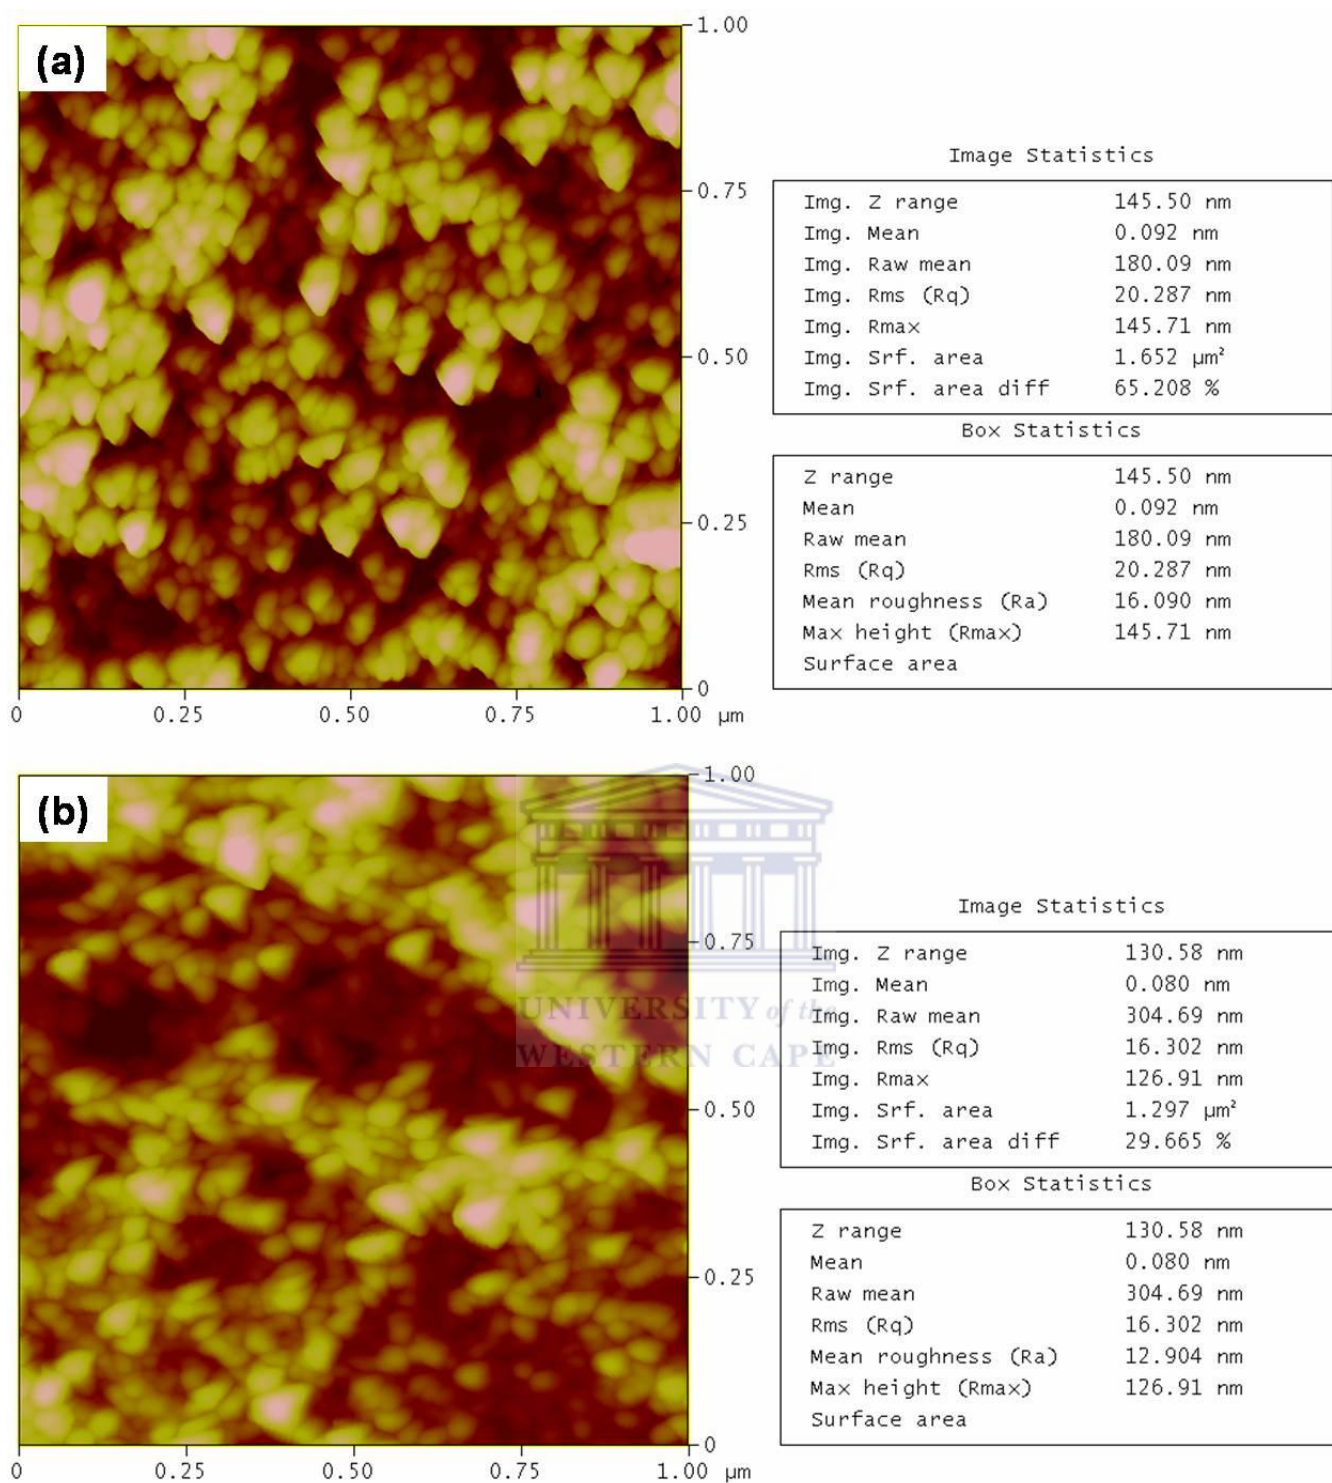 (a)
1.00
0.75
0.50
0.25
0
0 0.25 0.50 0.75 1.00 µm
Image Statistics
Img. Z range 145.50 nm
Img. Mean 0.092 nm
Img. Raw mean 180.09 nm
Img. Rms (Rq) 20.287 nm
Img. Rmax 145.71 nm
Img. Srf. area 1.652 µm²
Img. Srf. area diff 65.208 %
Box Statistics
Z range 145.50 nm
Mean 0.092 nm
Raw mean 180.09 nm
Rms (Rq) 20.287 nm
Mean roughness (Ra) 16.090 nm
Max height (Rmax) 145.71 nm
Surface area
(b)
1.00
0.75
0.50
0.25
0
0 0.25 0.50 0.75 1.00 µm
UNIVERSITY of the
WESTERN CAPE
Image Statistics
Img. Z range 130.58 nm
Img. Mean 0.080 nm
Img. Raw mean 304.69 nm
Img. Rms (Rq) 16.302 nm
Img. Rmax 126.91 nm
Img. Srf. area 1.297 µm²
Img. Srf. area diff 29.665 %
Box Statistics
Z range 130.58 nm
Mean 0.080 nm
Raw mean 304.69 nm
Rms (Rq) 16.302 nm
Mean roughness (Ra) 12.904 nm
Max height (Rmax) 126.91 nm
Surface area